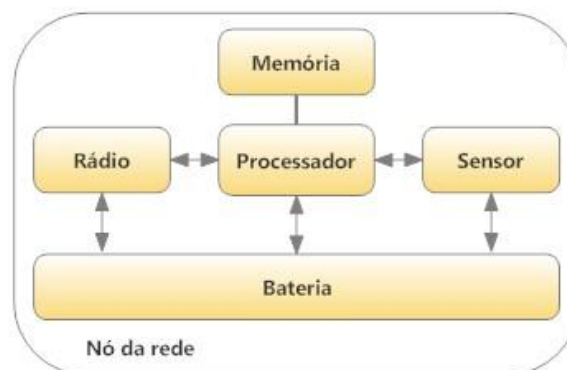 Memória
Rádio
Processador
Sensor
Bateria
Nó da rede